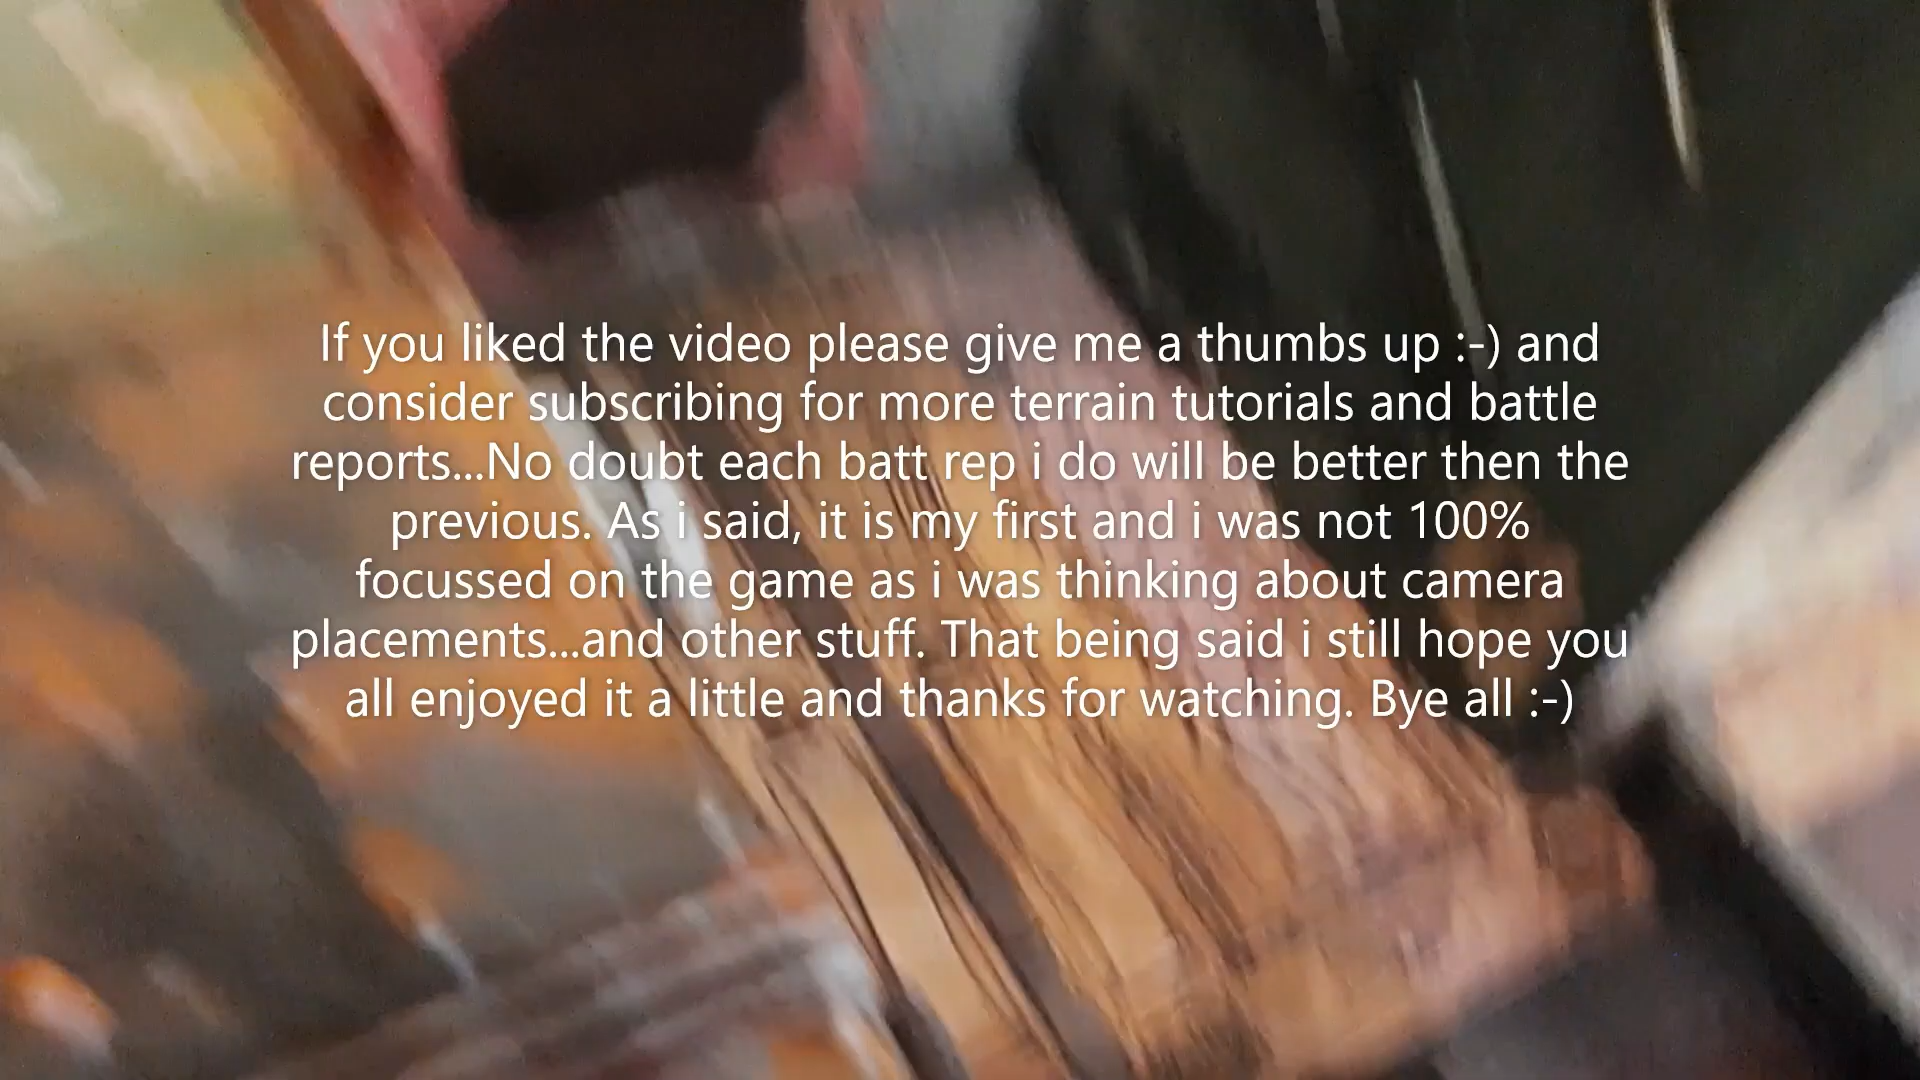 If you liked the video please give me a thumbs up :-) and
consider subscribing for more terrain tutorials and battle
reports...No doubt each batt rep i do will be better then the
previous. As i said, it is my first and i was not 100%
focussed on the game as i was thinking about camera
placements...and other stuff. That being said i still hope you
all enjoyed it a little and thanks for watching. Bye all :-)